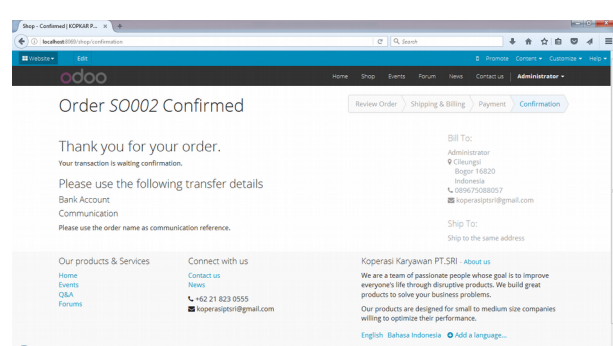 Shop - Confirmed | KOPKAR P...
localhost:8069/shop/confirmation
Search
Website
Edit
Promote Content Customize Help
odoo
Home Shop Events Forum News Contact us Administrator
Order SO002 Confirmed
Review Order Shipping & Billing Payment Confirmation
Thank you for your order.
Your transaction is waiting confirmation.
Please use the following transfer details
Bank Account
Communication
Please use the order name as communication reference.
Bill To:
Administrator
Cileungsi
Bogor 16820
Indonesia
089675088057
koperasiptsri@gmail.com
Ship To:
Ship to the same address
Our products & Services
Home
Events
Q&A
Forums
Connect with us
Contact us
News
+62 21 823 0555
koperasiptsri@gmail.com
Koperasi Karyawan PT.SRI - About us
We are a team of passionate people whose goal is to improve
everyone's life through disruptive products. We build great
products to solve your business problems.
Our products are designed for small to medium size companies
willing to optimize their performance.
English Bahasa Indonesia Add a language...